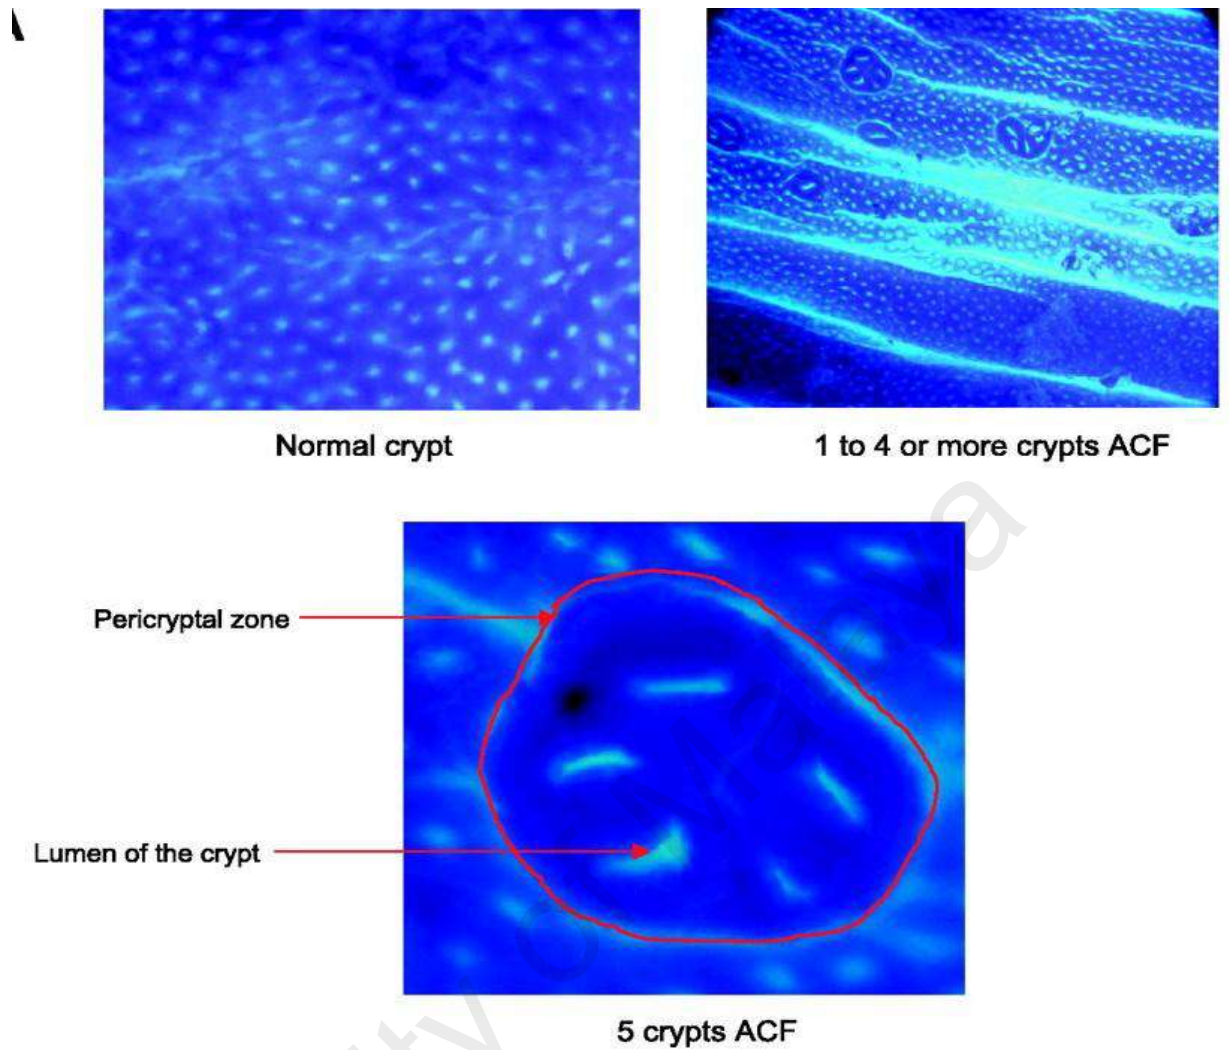 A
Normal crypt
1 to 4 or more crypts ACF
Pericryptal zone
Lumen of the crypt
5 crypts ACF